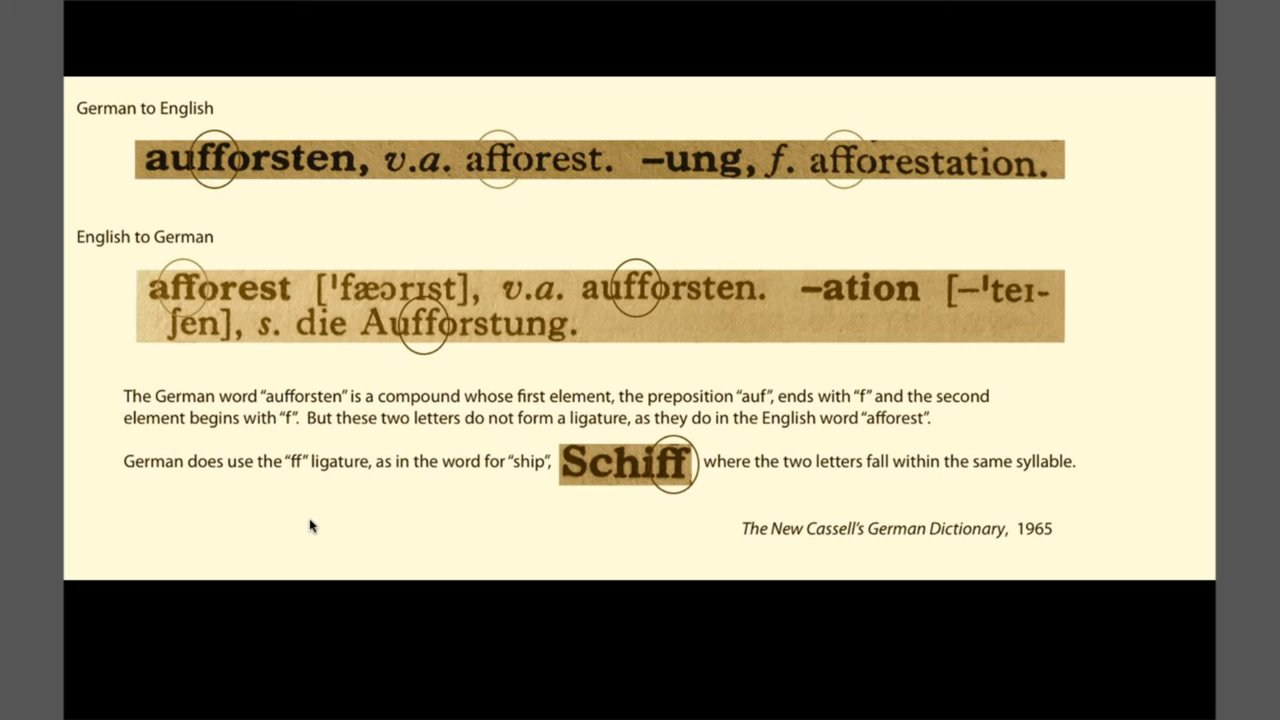 German to English
aufforsten, v.a. afforest. –ung, f. afforestation.
English to German
afforest [ˈfæɔrɪst], v.a. aufforsten. –ation [–ˈteɪ-
ʃen], s. die Aufforstung.
The German word “aufforsten” is a compound whose first element, the preposition “auf”, ends with “f” and the second
element begins with “f”. But these two letters do not form a ligature, as they do in the English word “afforest”.
German does use the “ff” ligature, as in the word for “ship”, Schiff where the two letters fall within the same syllable.
The New Cassell’s German Dictionary, 1965